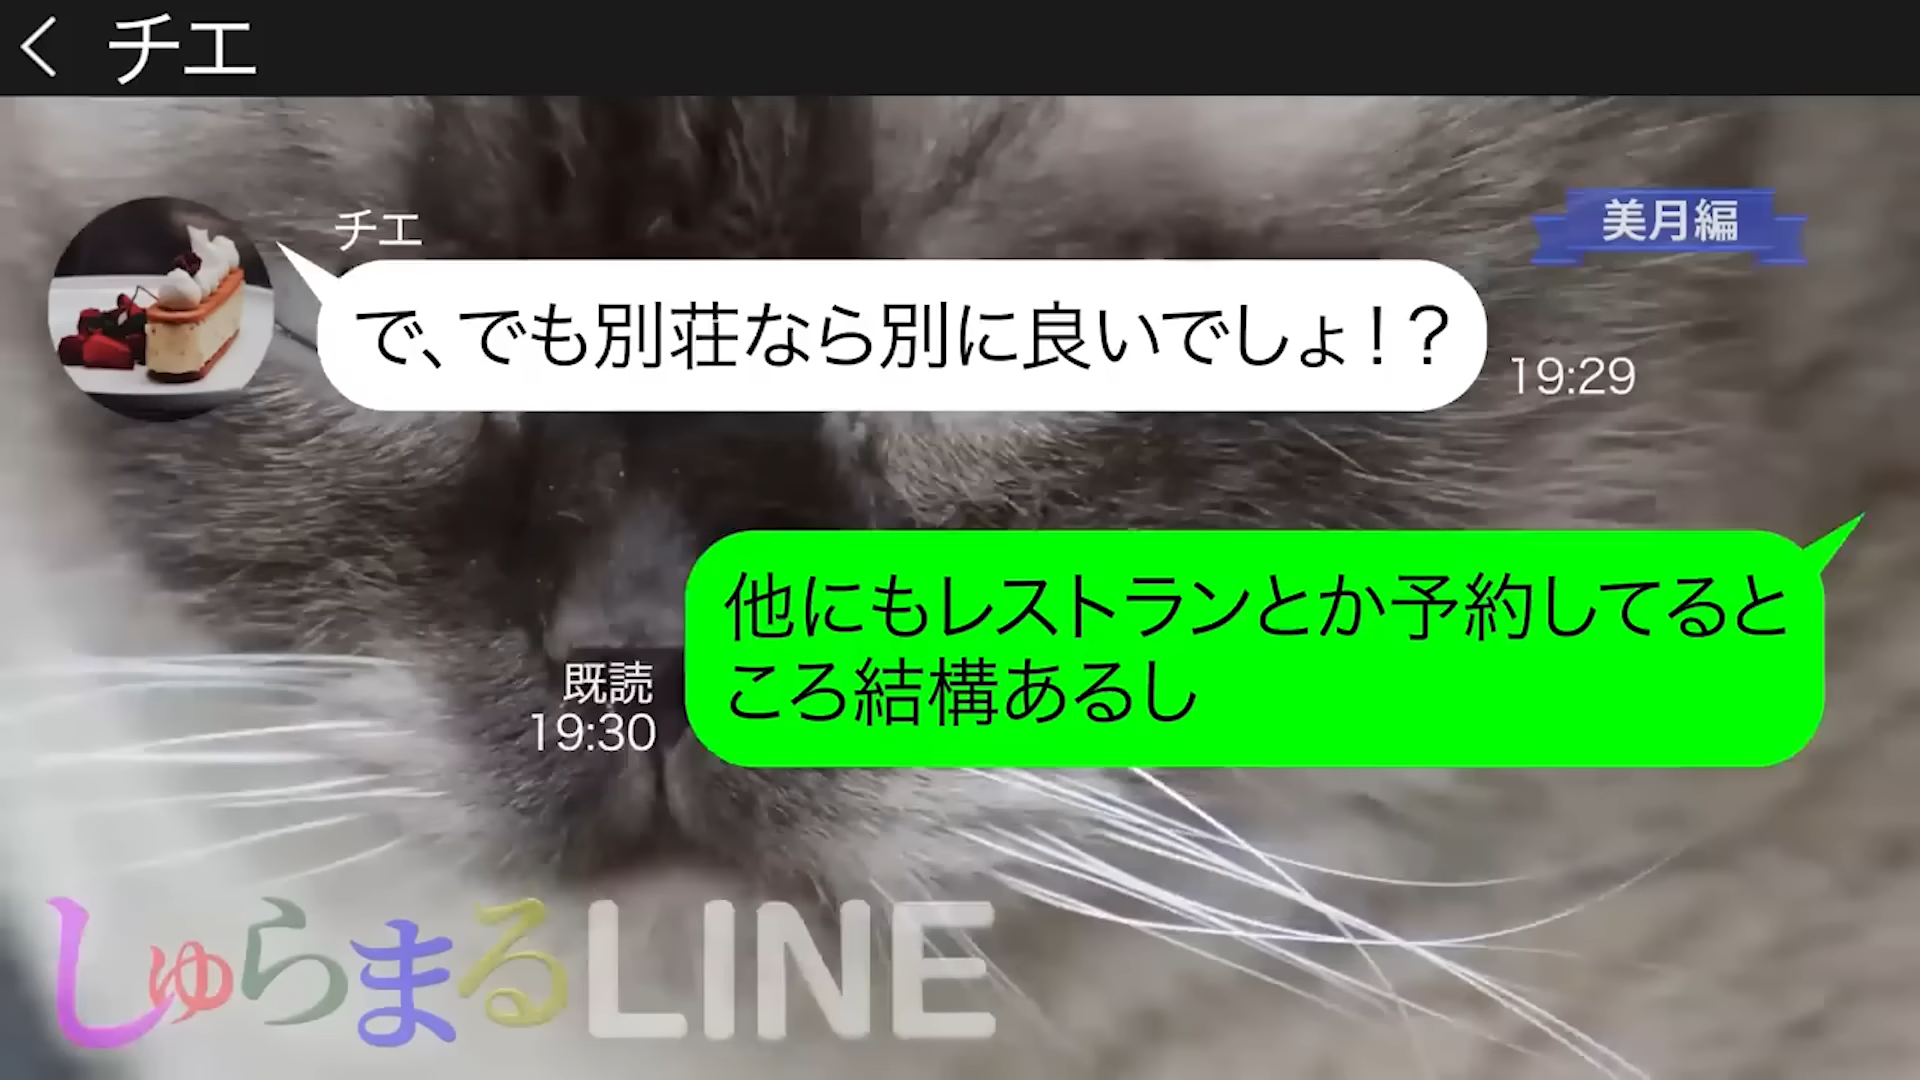 チエ
チエ
美月編
で、でも別荘なら別に良いでしょ！？
19:29
他にもレストランとか予約してると
ころ結構あるし
既読
19:30
しゅらまるLINE